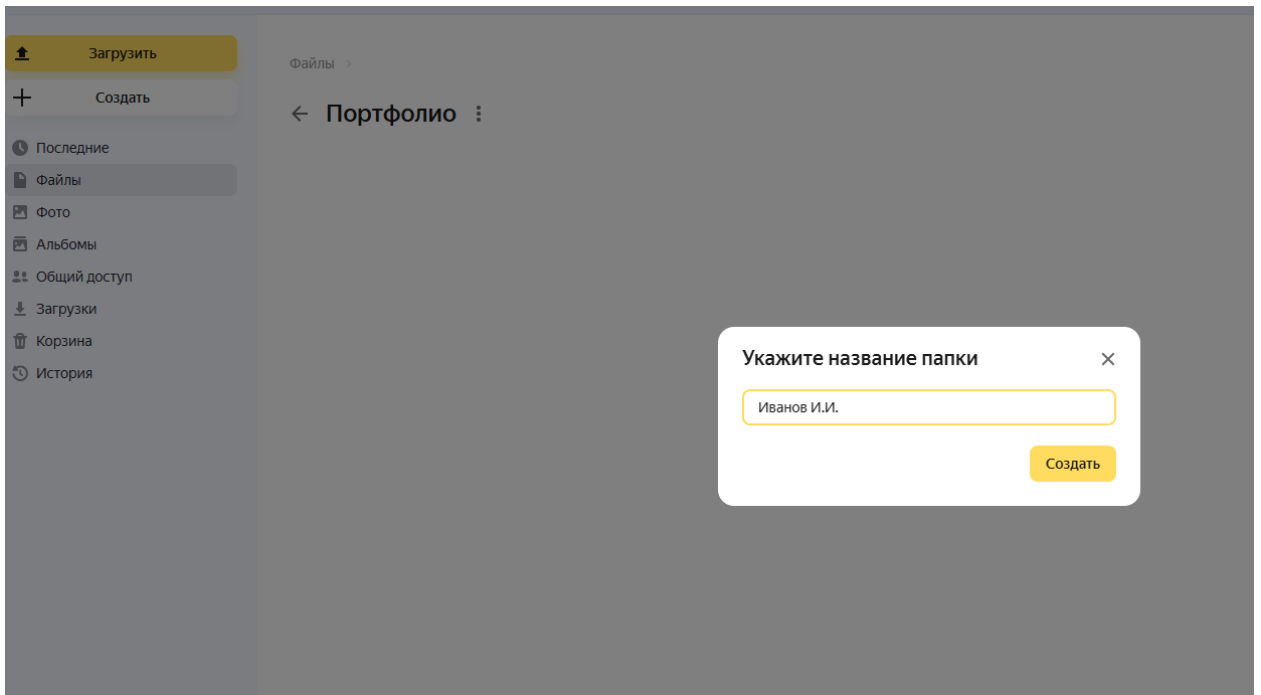 Загрузить
Создать
Последние
Файлы
Фото
Альбомы
Общий доступ
Загрузки
Корзина
История
Файлы
Портфолио
Укажите название папки
Иванов И.И.
Создать